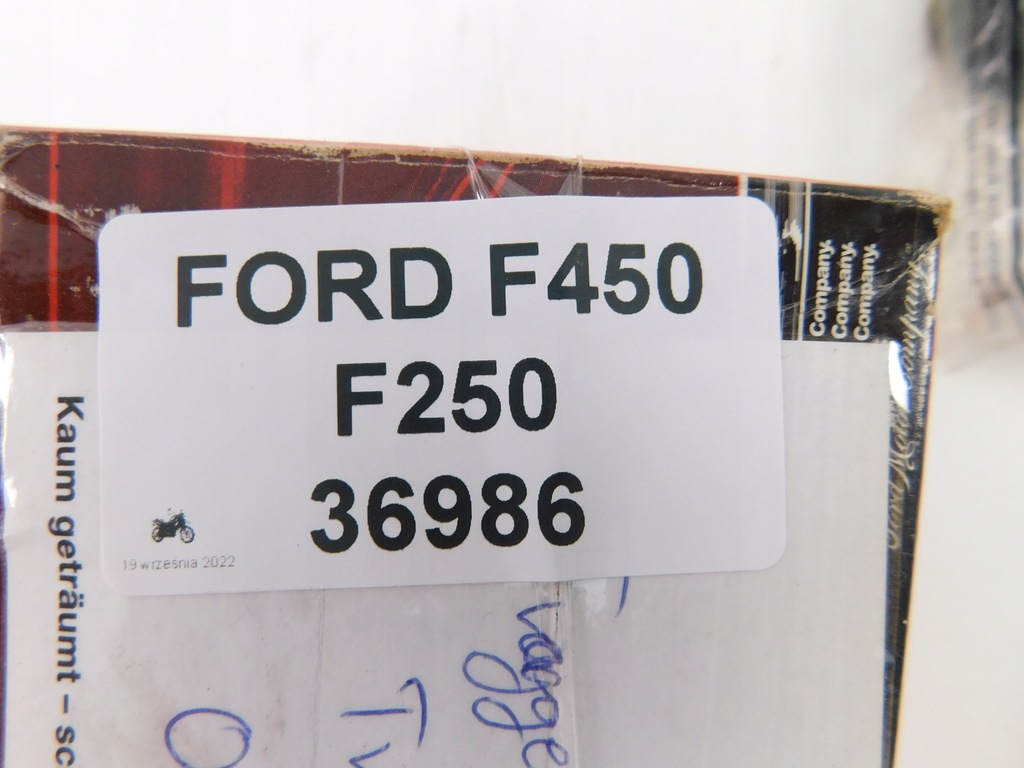 FORD F450
F250
36986
19 września 2022
Company.
Company.
Company.
Kaum geträumt – sc